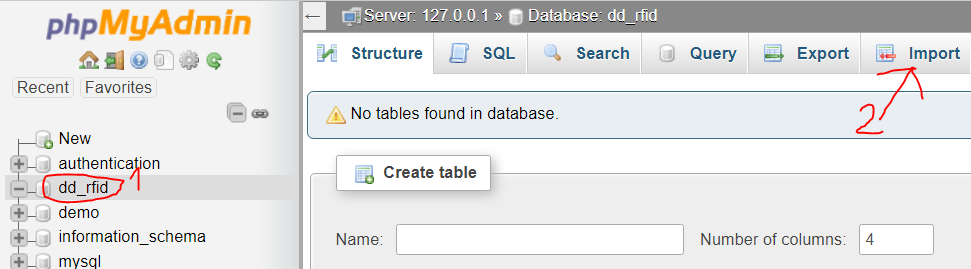 phpMyAdmin
Recent Favorites
New
authentication
dd_rfid 1
demo
information_schema
mysql
Server: 127.0.0.1 » Database: dd_rfid
Structure SQL Search Query Export Import
2
No tables found in database.
Create table
Name: Number of columns: 4